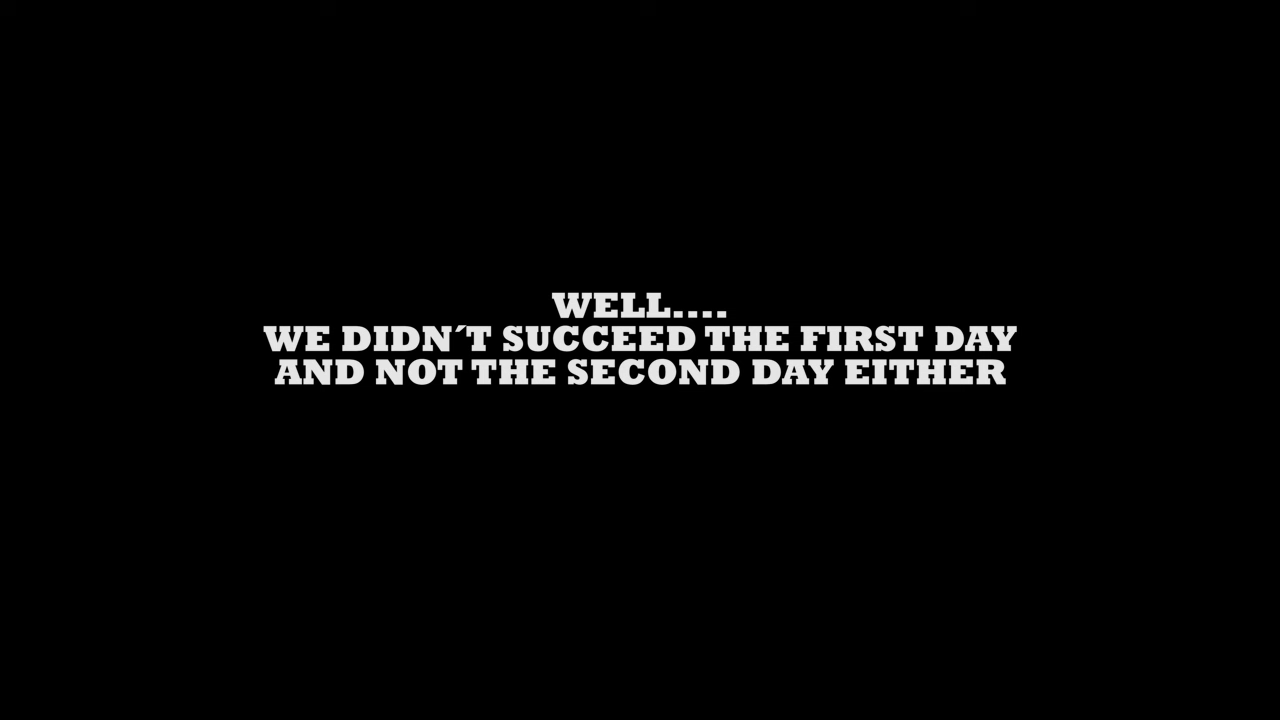 WELL....
WE DIDN´T SUCCEED THE FIRST DAY
AND NOT THE SECOND DAY EITHER